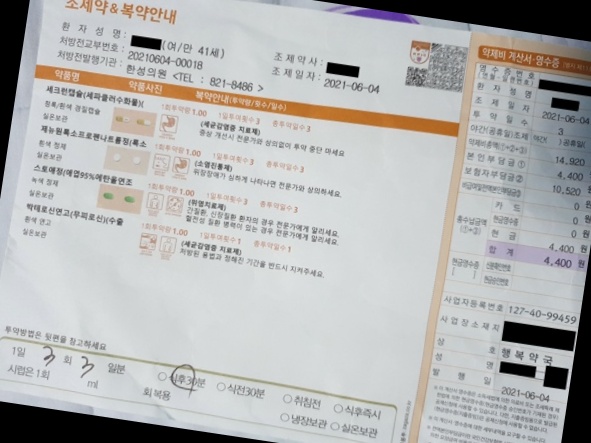 조제약&복약안내
환 자 성 명 : (여/만 41세)
처방전교부번호 : 20210604-00018
처방전발행기관 : 한성의원 <TEL : 821-8486 >
조 제 약 사 :
조 제 일 자 : 2021-06-04
약품명 약품사진 복약안내(투약량/횟수/일수)
세크런캡슐(세파클러수화물)(
청록/흰색 경질캡슐
실온보관
1회투약량 1.00 1일투여횟수 3 총투약일수 3
(세균감염증 치료제)
증상 개선시 전문가와 상의없이 투약 중단 마세요
제뉴원록소프로펜나트륨정(록소
흰색 정제
실온보관
1회투약량 1.00 1일투여횟수 3 총투약일수 3
(소염진통제)
위장장애가 심하게 나타나면 전문가와 상의하세요.
스토애정(애엽95%에탄올연조
녹색 정제
실온보관
1회투약량 1.00 1일투여횟수 3 총투약일수 3
(위염치료제)
간질환, 신장질환 환자의 경우 전문가에게 알리세요.
혈전성 질환 병력이 있는 경우 전문가에게 알리세요.
박테로신연고(무피로신)(수출
흰색 연고
실온보관
1회투약량 1.00 1일투여횟수 1 총투약일수 1
(세균감염증 치료제)
처방된 용법과 정해진 기간을 반드시 지켜주세요.
투약방법은 뒷편을 참고하세요
1일 3 회 3 일분
시럽은 1회 ml 회 복용
식후30분 식전30분 취침전 식후즉시
냉장보관 실온보관
약제비 계산서·영수증
영 수 증 번 호
환 자 성 명
조 제 일 자 2021-06-04
투 약 일 수 3
야간(공휴일)조제 야간( )공휴일(
약제비총액(①+②+③) 14,920
본 인 부 담 금 ① 4,400 원
보험자부담금 ② 10,520 원
③ 0 원
카 드 0 원
현금영수증 0 원
현 금 4,400 원
총수납금액
(①+③)
합 계 4,400 원
현금영수증
사업자등록번호 127-40-99459
사 업 장 소 재 지
상 호 행 복 약 국
성 명
발 행 일 2021-06-04